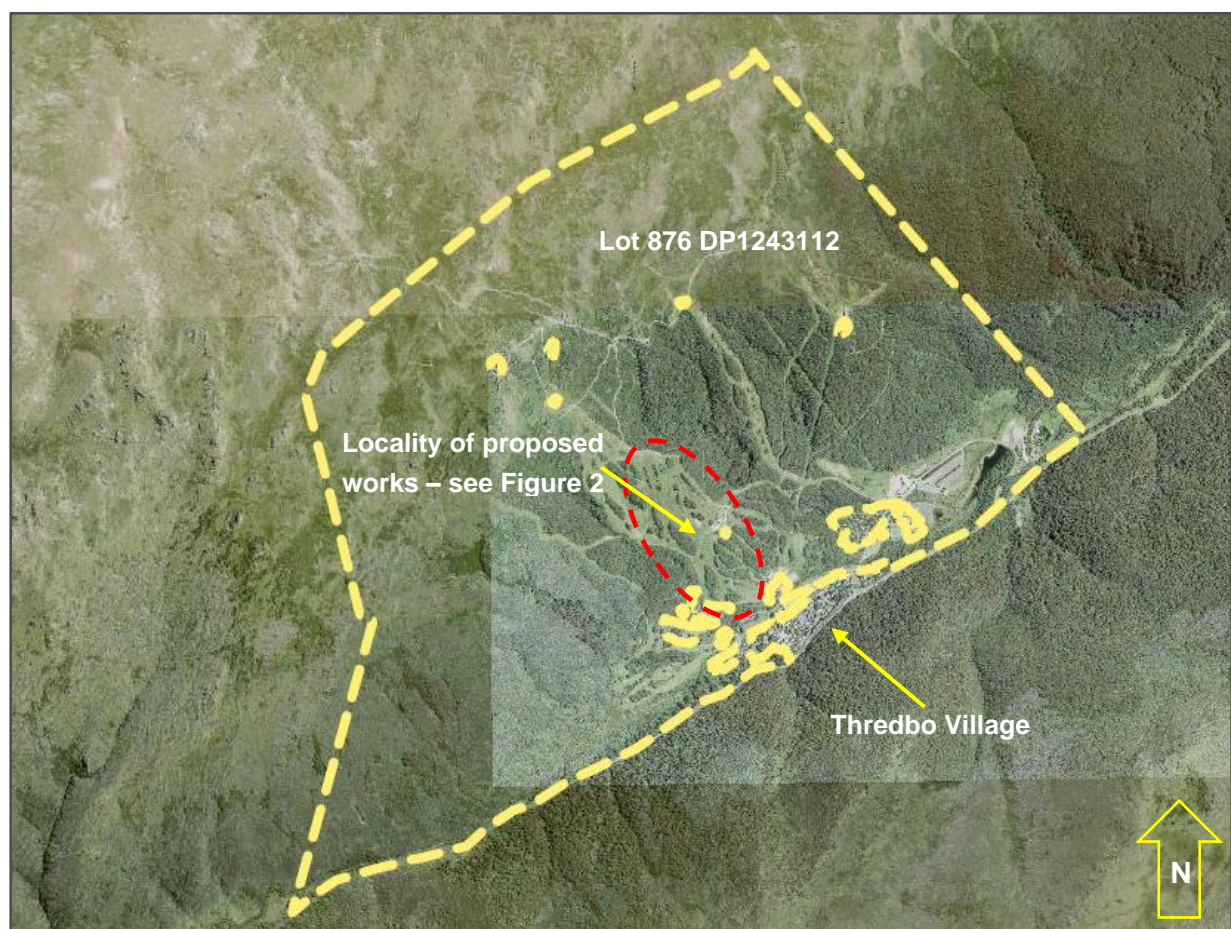 Lot 876 DP1243112
Locality of proposed
works – see Figure 2
Thredbo Village
N